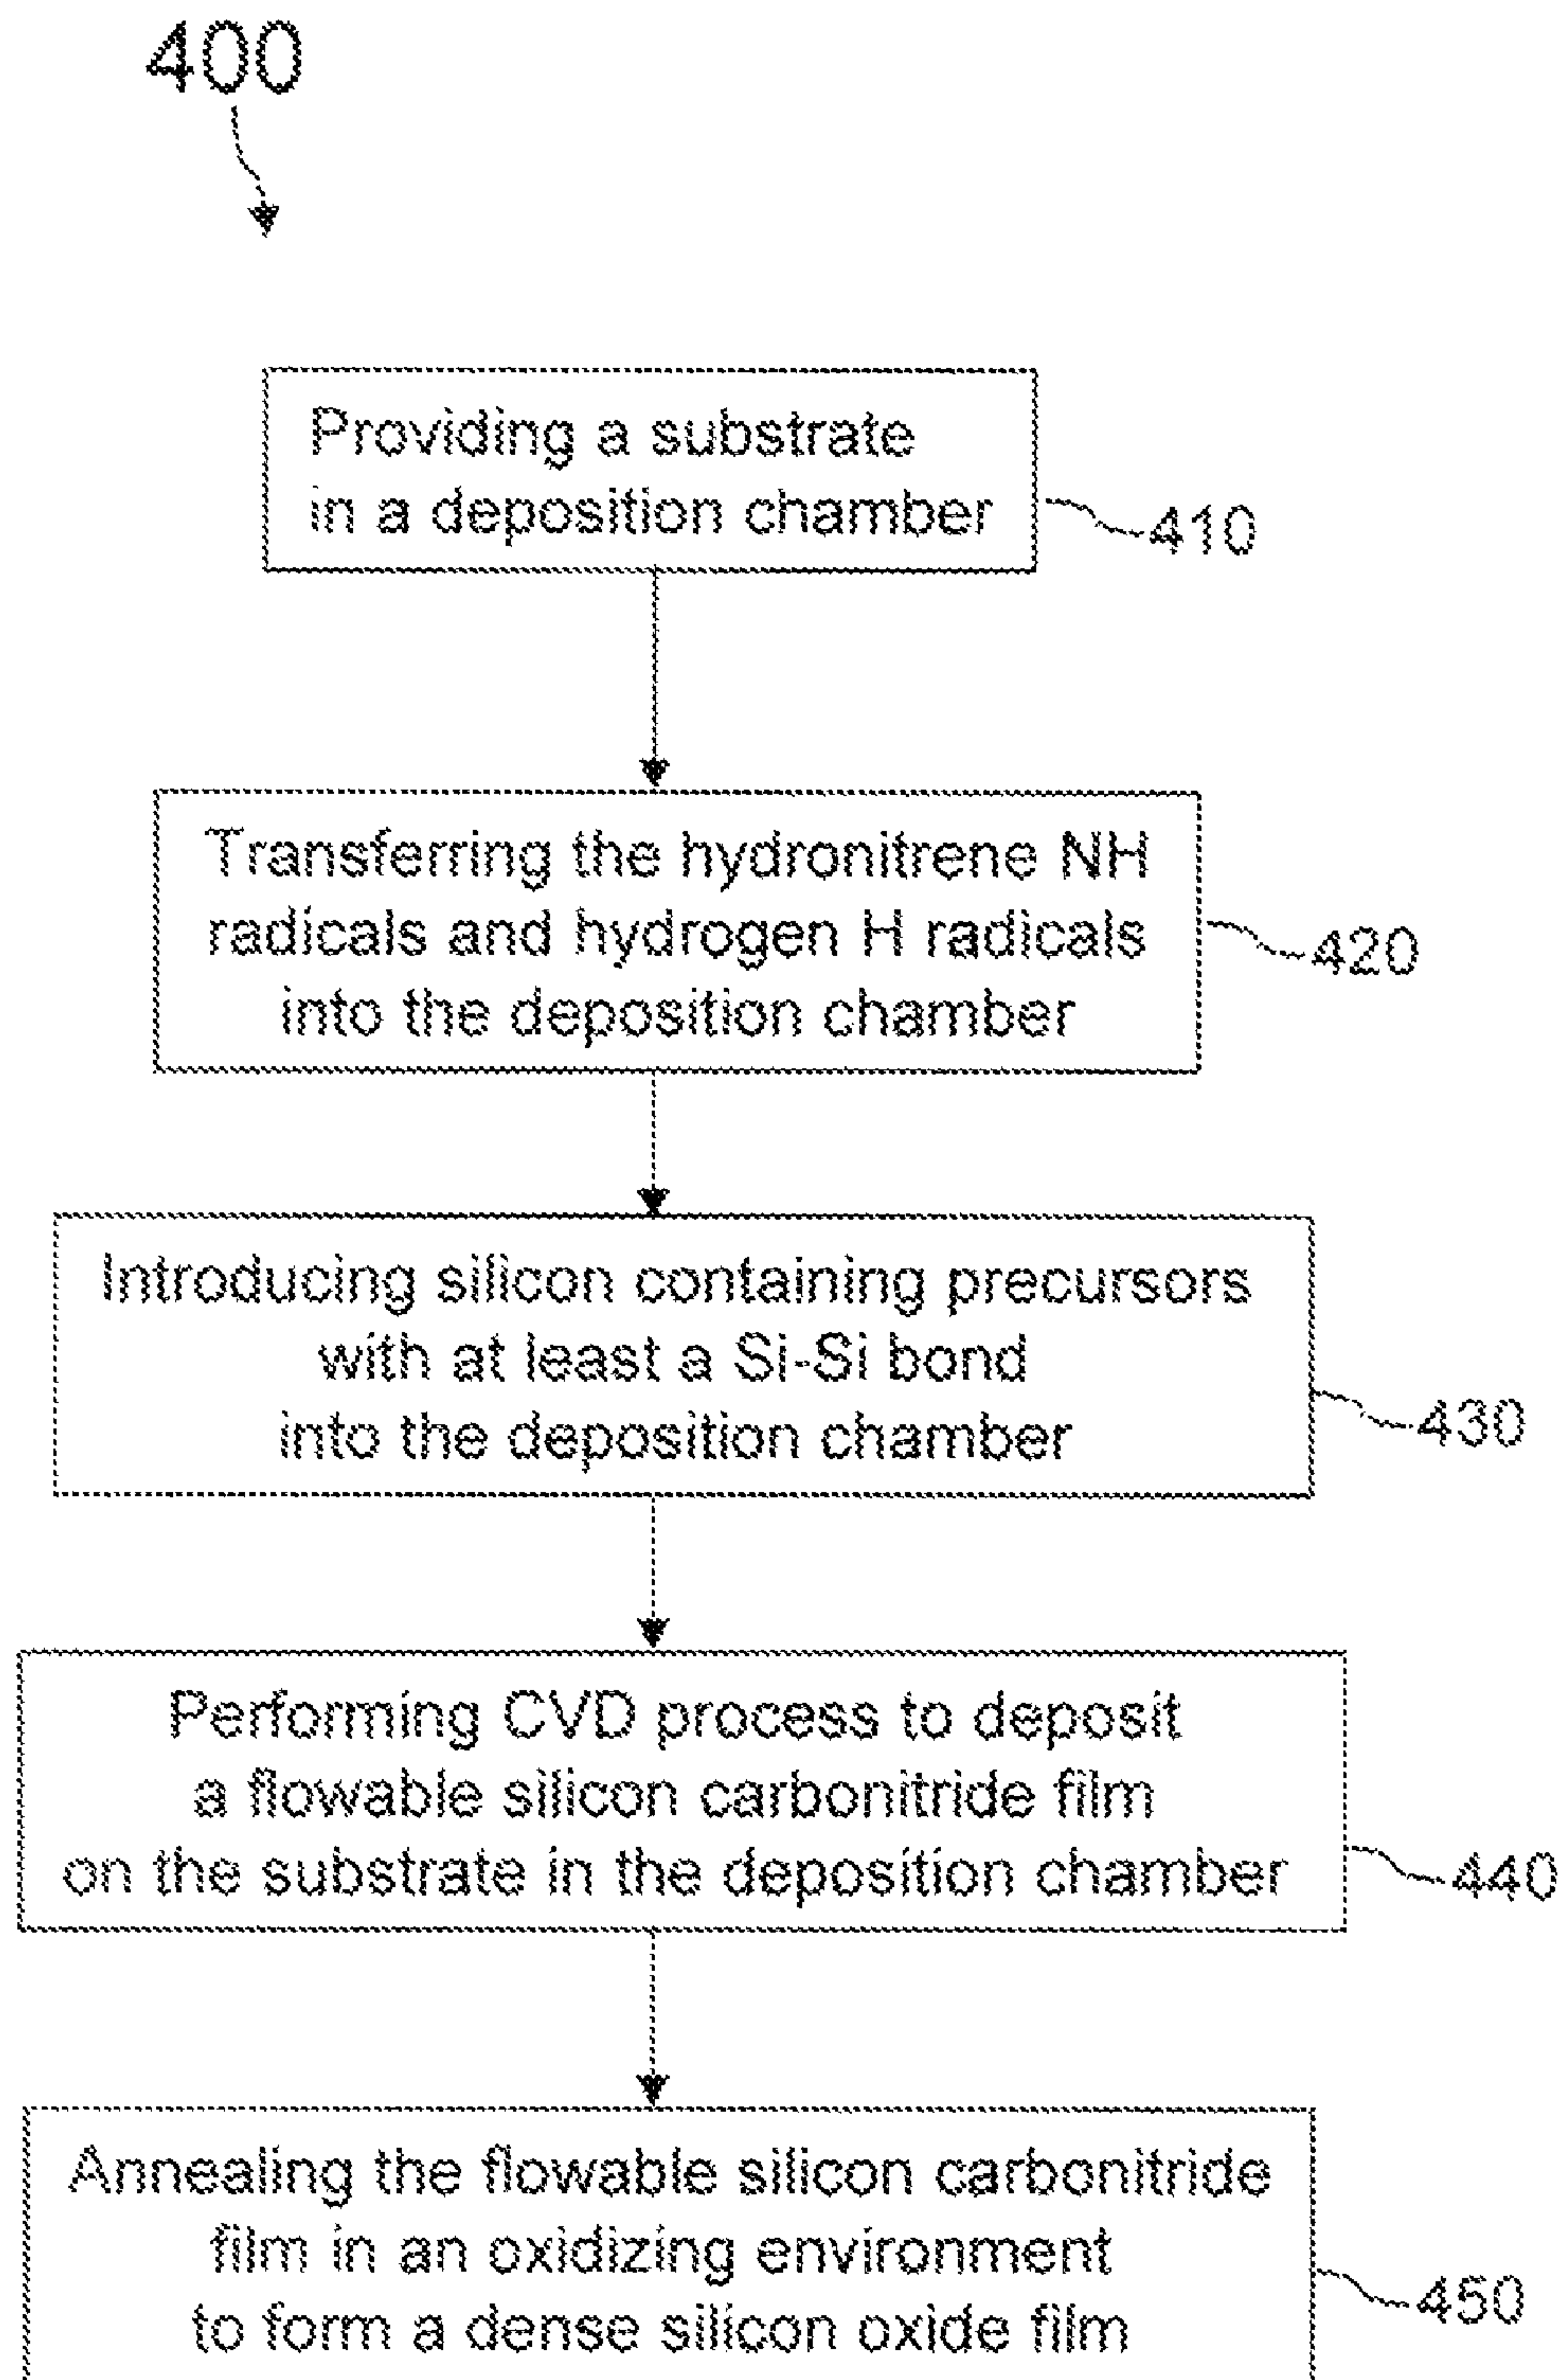 400
Providing a substrate
in a deposition chamber
410
Transferring the hydronitrene NH
radicals and hydrogen H radicals
into the deposition chamber
420
Introducing silicon containing precursors
with at least a Si-Si bond
into the deposition chamber
430
Performing CVD process to deposit
a flowable silicon carbonitride film
on the substrate in the deposition chamber
440
Annealing the flowable silicon carbonitride
film in an oxidizing environment
to form a dense silicon oxide film
450